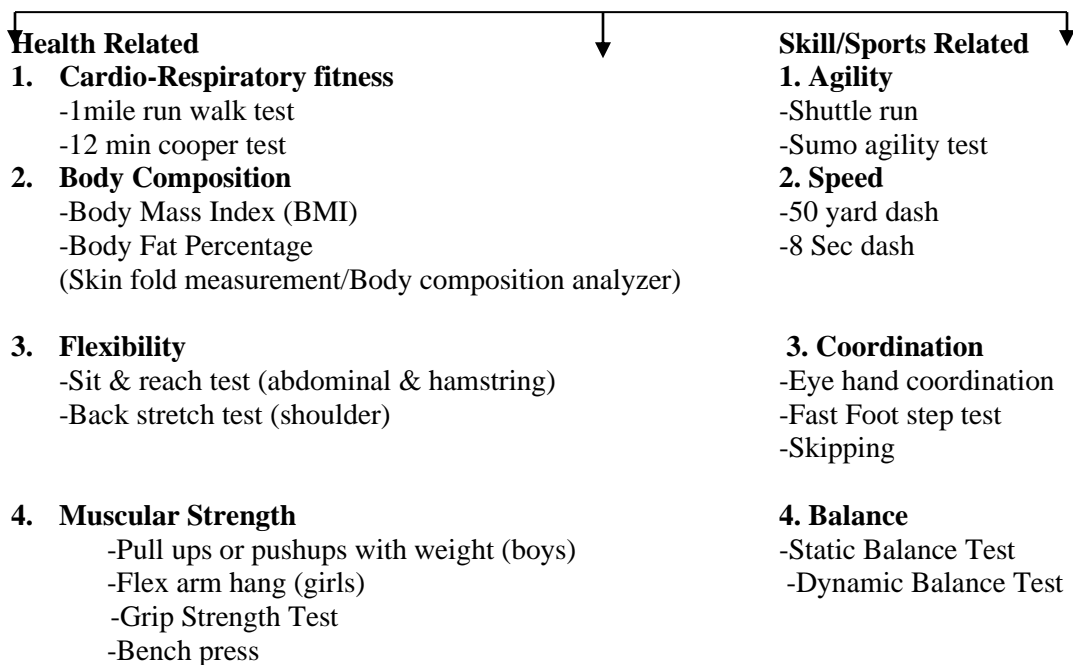 Health Related
1. Cardio-Respiratory fitness
-1mile run walk test
-12 min cooper test
2. Body Composition
-Body Mass Index (BMI)
-Body Fat Percentage
(Skin fold measurement/Body composition analyzer)
3. Flexibility
-Sit & reach test (abdominal & hamstring)
-Back stretch test (shoulder)
4. Muscular Strength
-Pull ups or pushups with weight (boys)
-Flex arm hang (girls)
-Grip Strength Test
-Bench press
Skill/Sports Related
1. Agility
-Shuttle run
-Sumo agility test
2. Speed
-50 yard dash
-8 Sec dash
3. Coordination
-Eye hand coordination
-Fast Foot step test
-Skipping
4. Balance
-Static Balance Test
-Dynamic Balance Test